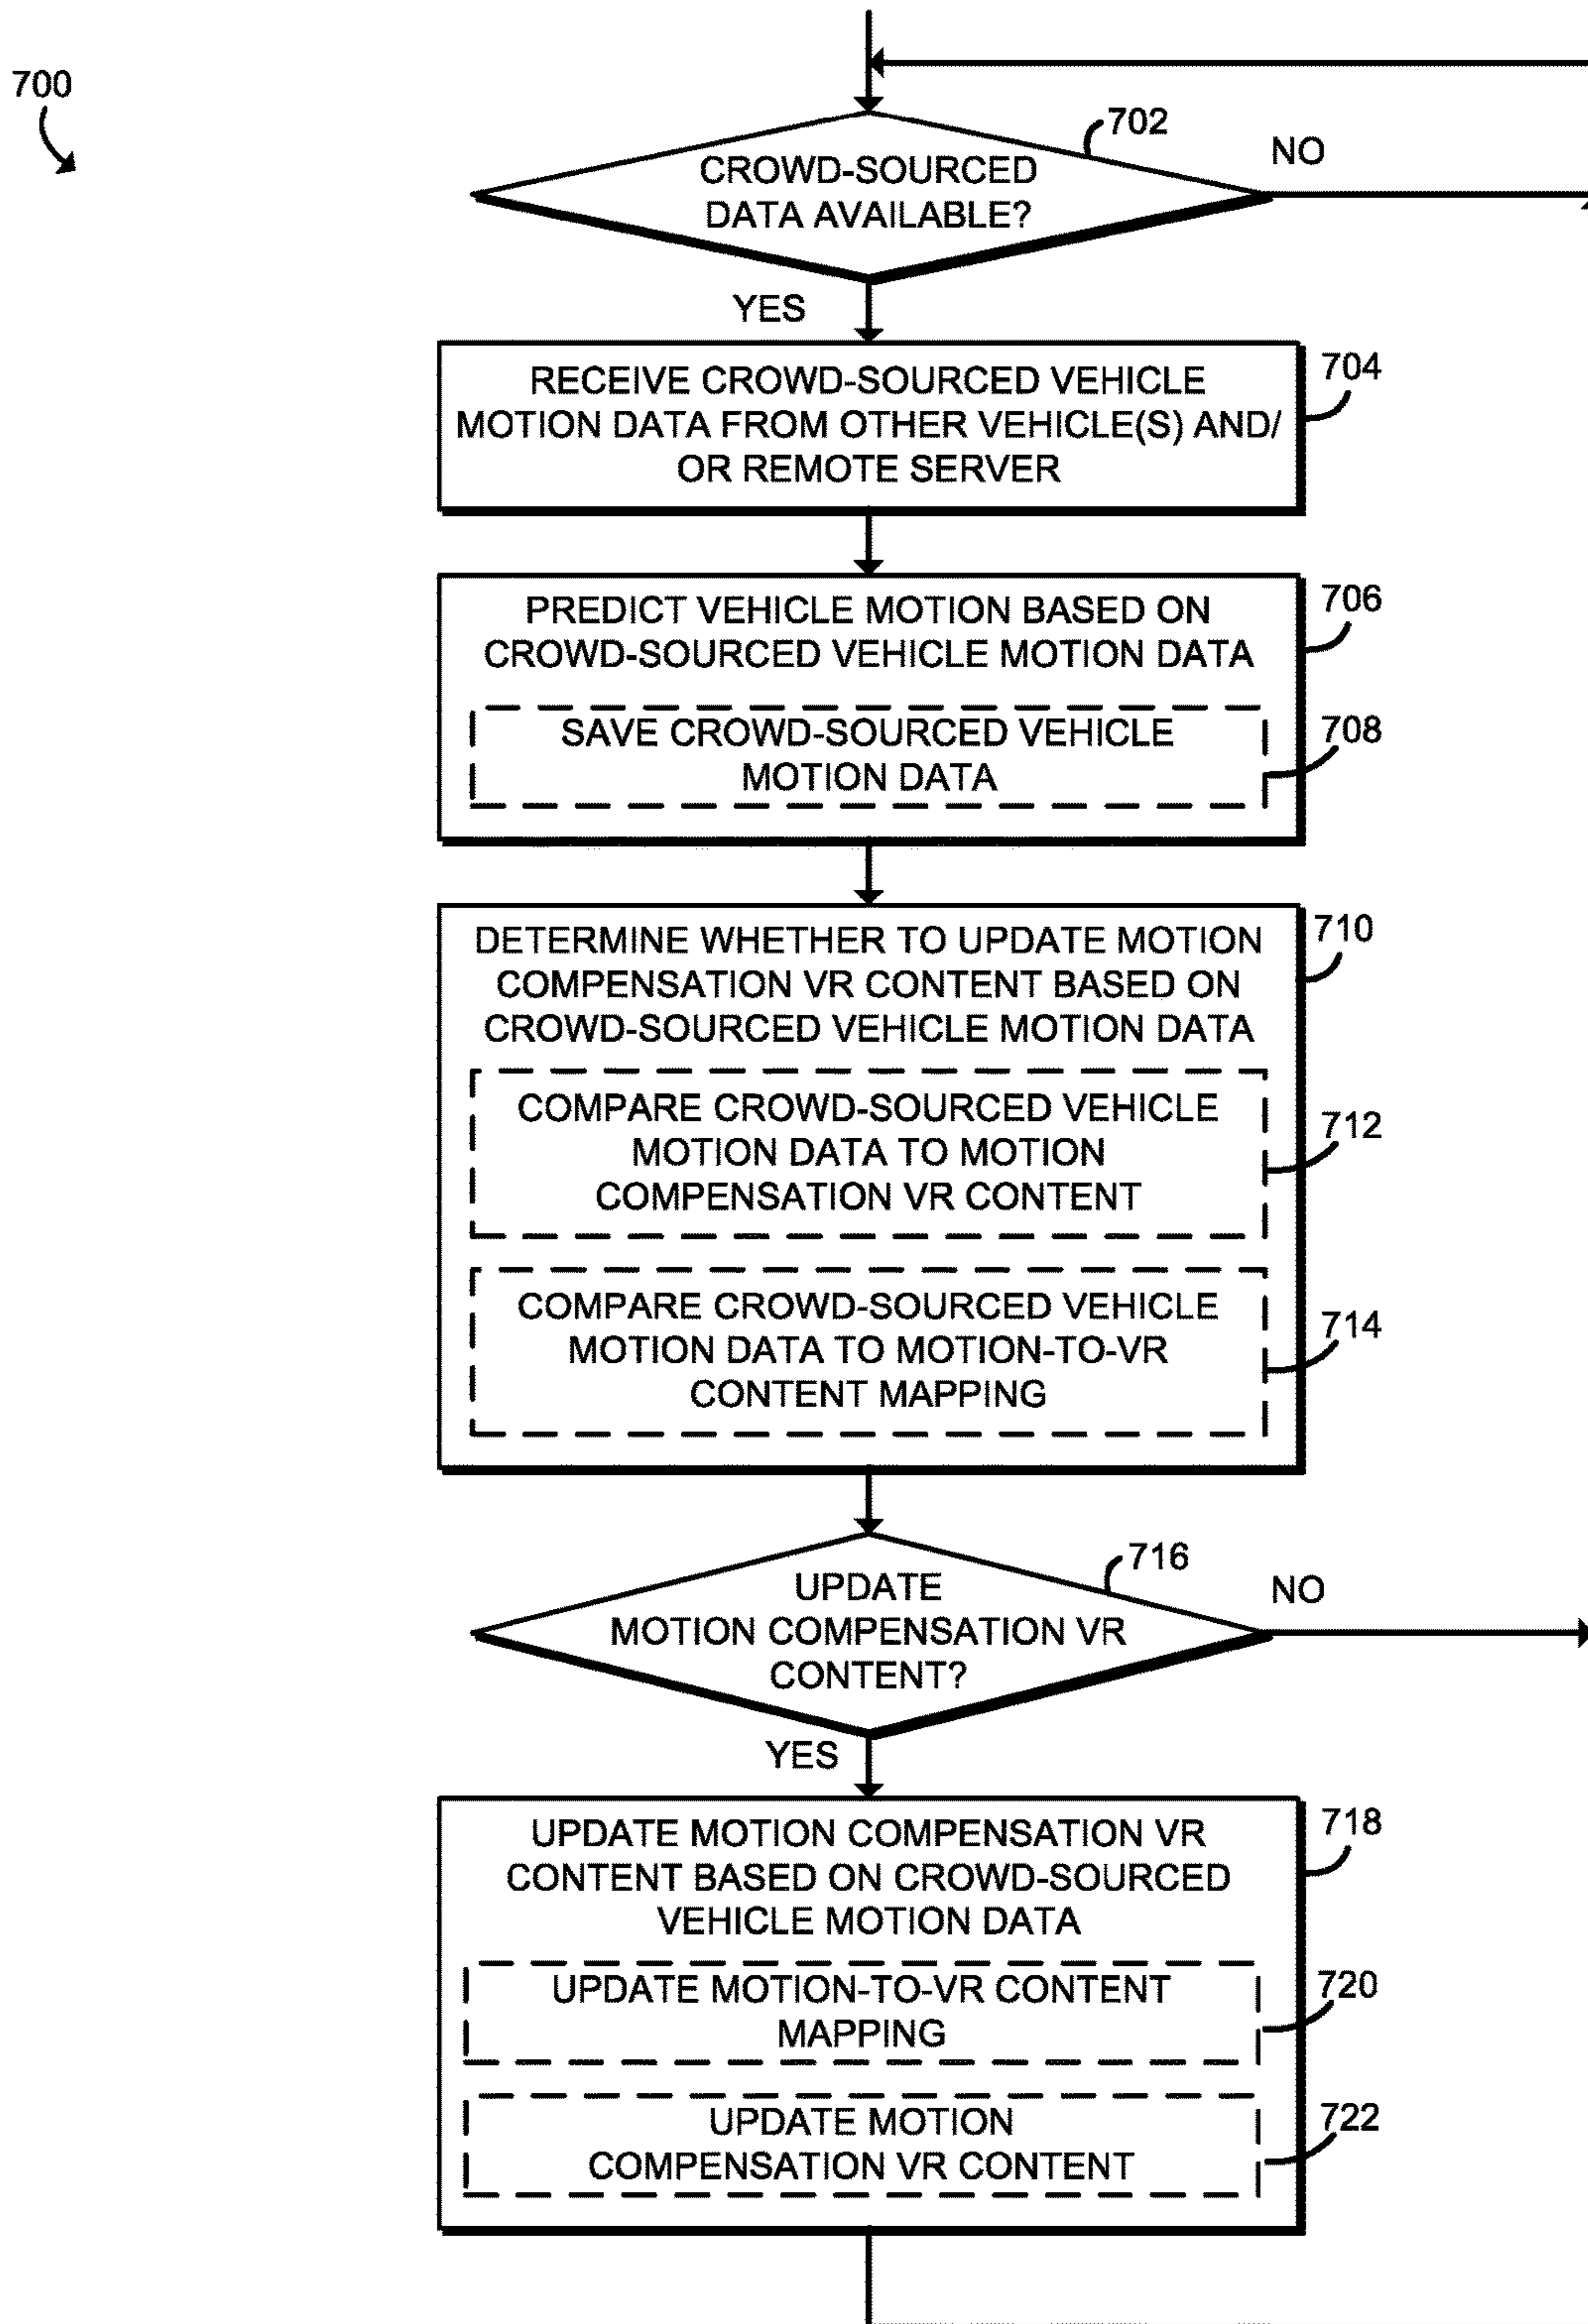 700
702
CROWD-SOURCED
DATA AVAILABLE?
NO
YES
RECEIVE CROWD-SOURCED VEHICLE
MOTION DATA FROM OTHER VEHICLE(S) AND/
OR REMOTE SERVER
704
PREDICT VEHICLE MOTION BASED ON
CROWD-SOURCED VEHICLE MOTION DATA
706
SAVE CROWD-SOURCED VEHICLE
MOTION DATA
708
DETERMINE WHETHER TO UPDATE MOTION
COMPENSATION VR CONTENT BASED ON
CROWD-SOURCED VEHICLE MOTION DATA
710
COMPARE CROWD-SOURCED VEHICLE
MOTION DATA TO MOTION
COMPENSATION VR CONTENT
712
COMPARE CROWD-SOURCED VEHICLE
MOTION DATA TO MOTION-TO-VR
CONTENT MAPPING
714
716
UPDATE
MOTION COMPENSATION VR
CONTENT?
NO
YES
UPDATE MOTION COMPENSATION VR
CONTENT BASED ON CROWD-SOURCED
VEHICLE MOTION DATA
718
UPDATE MOTION-TO-VR CONTENT
MAPPING
720
UPDATE MOTION
COMPENSATION VR CONTENT
722